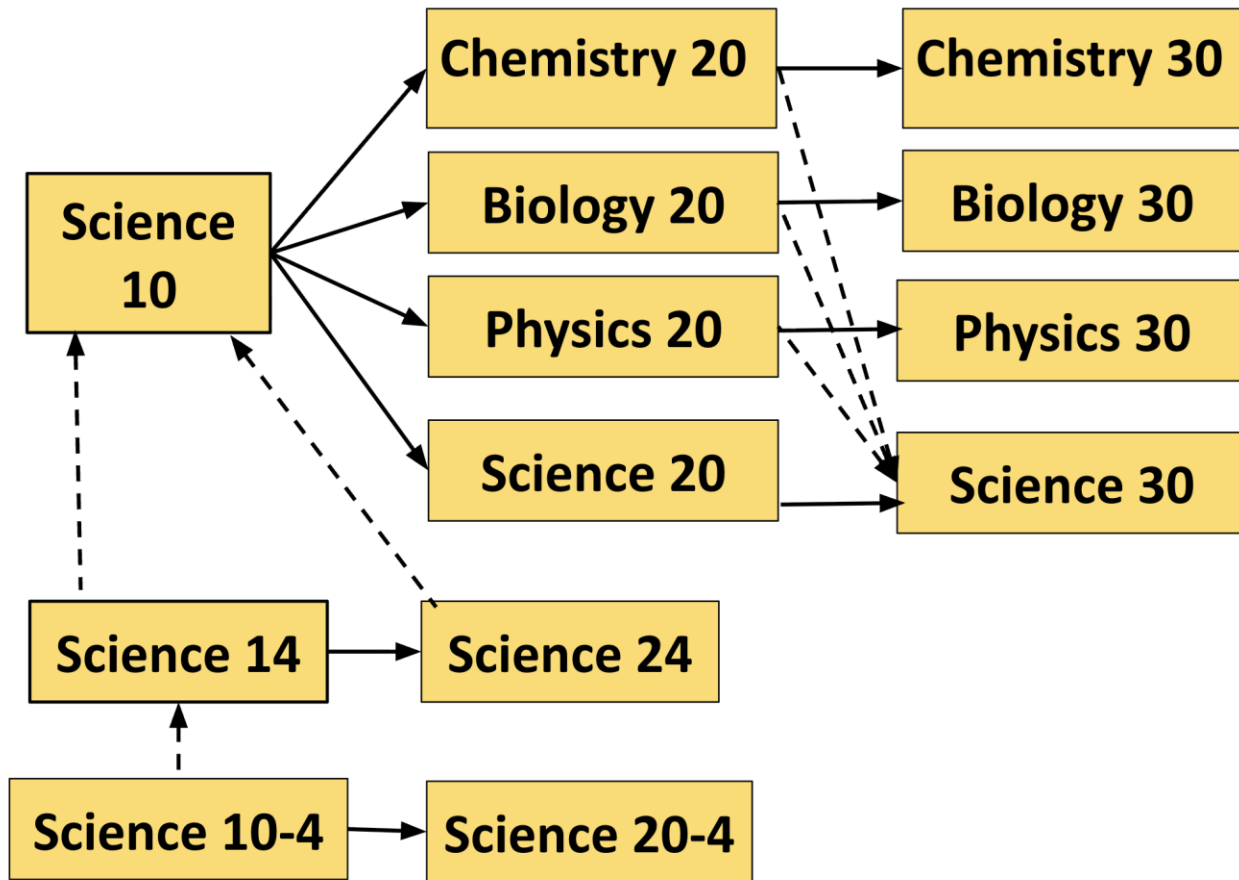 Chemistry 20
Chemistry 30
Science
10
Biology 20
Biology 30
Physics 20
Physics 30
Science 20
Science 30
Science 14
Science 24
Science 10-4
Science 20-4